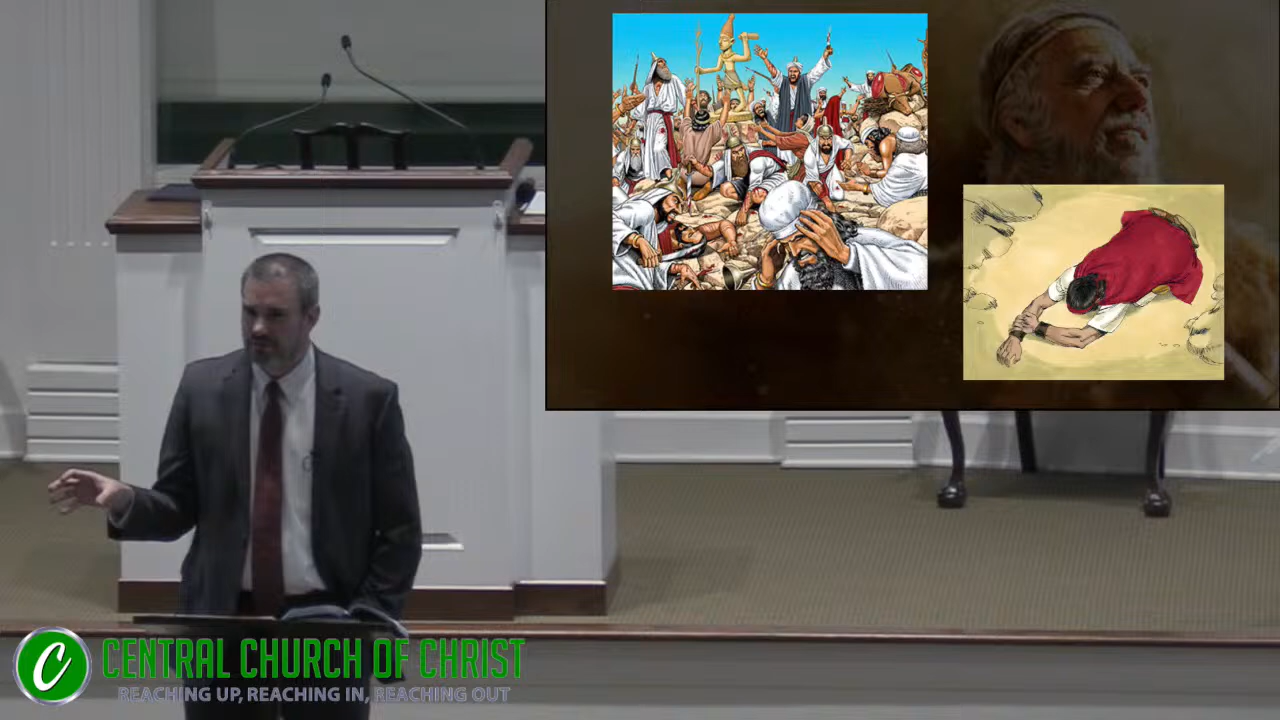 CENTRAL CHURCH OF CHRIST
REACHING UP, REACHING IN, REACHING OUT